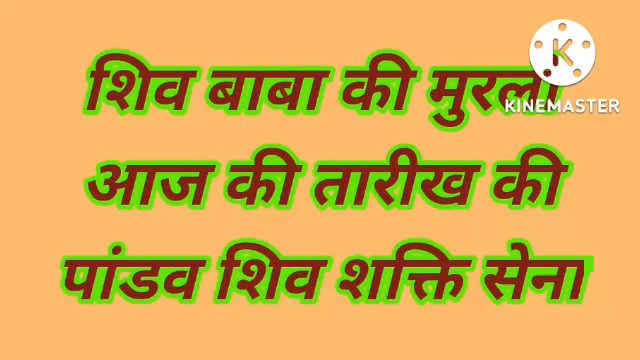 शिव बाबा की मुरली
KINEMASTER
आज की तारीख की
पांडव शिव शक्ति सेना